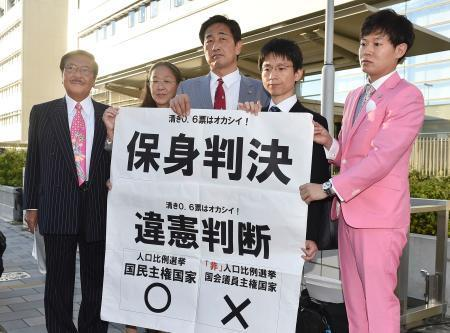 清き0.6票はオカシイ!
保身判決
清き0.6票はオカシイ!
違憲判断
人口比例選挙
国民主権国家
○
「非」人口比例選挙
国会議員主権国家
×